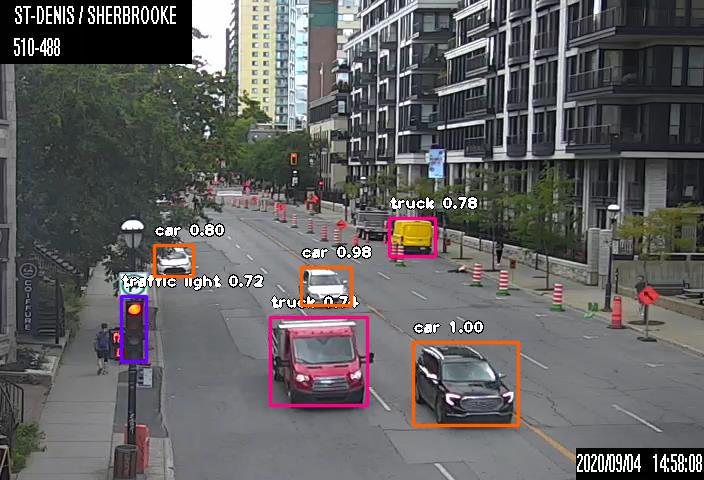 ST-DENIS / SHERBROOKE
510-488
truck 0.78
car 0.80
car 0.98
traffic light 0.72
truck 0.74
car 1.00
COIFFURE
2020/09/04 14:58:08